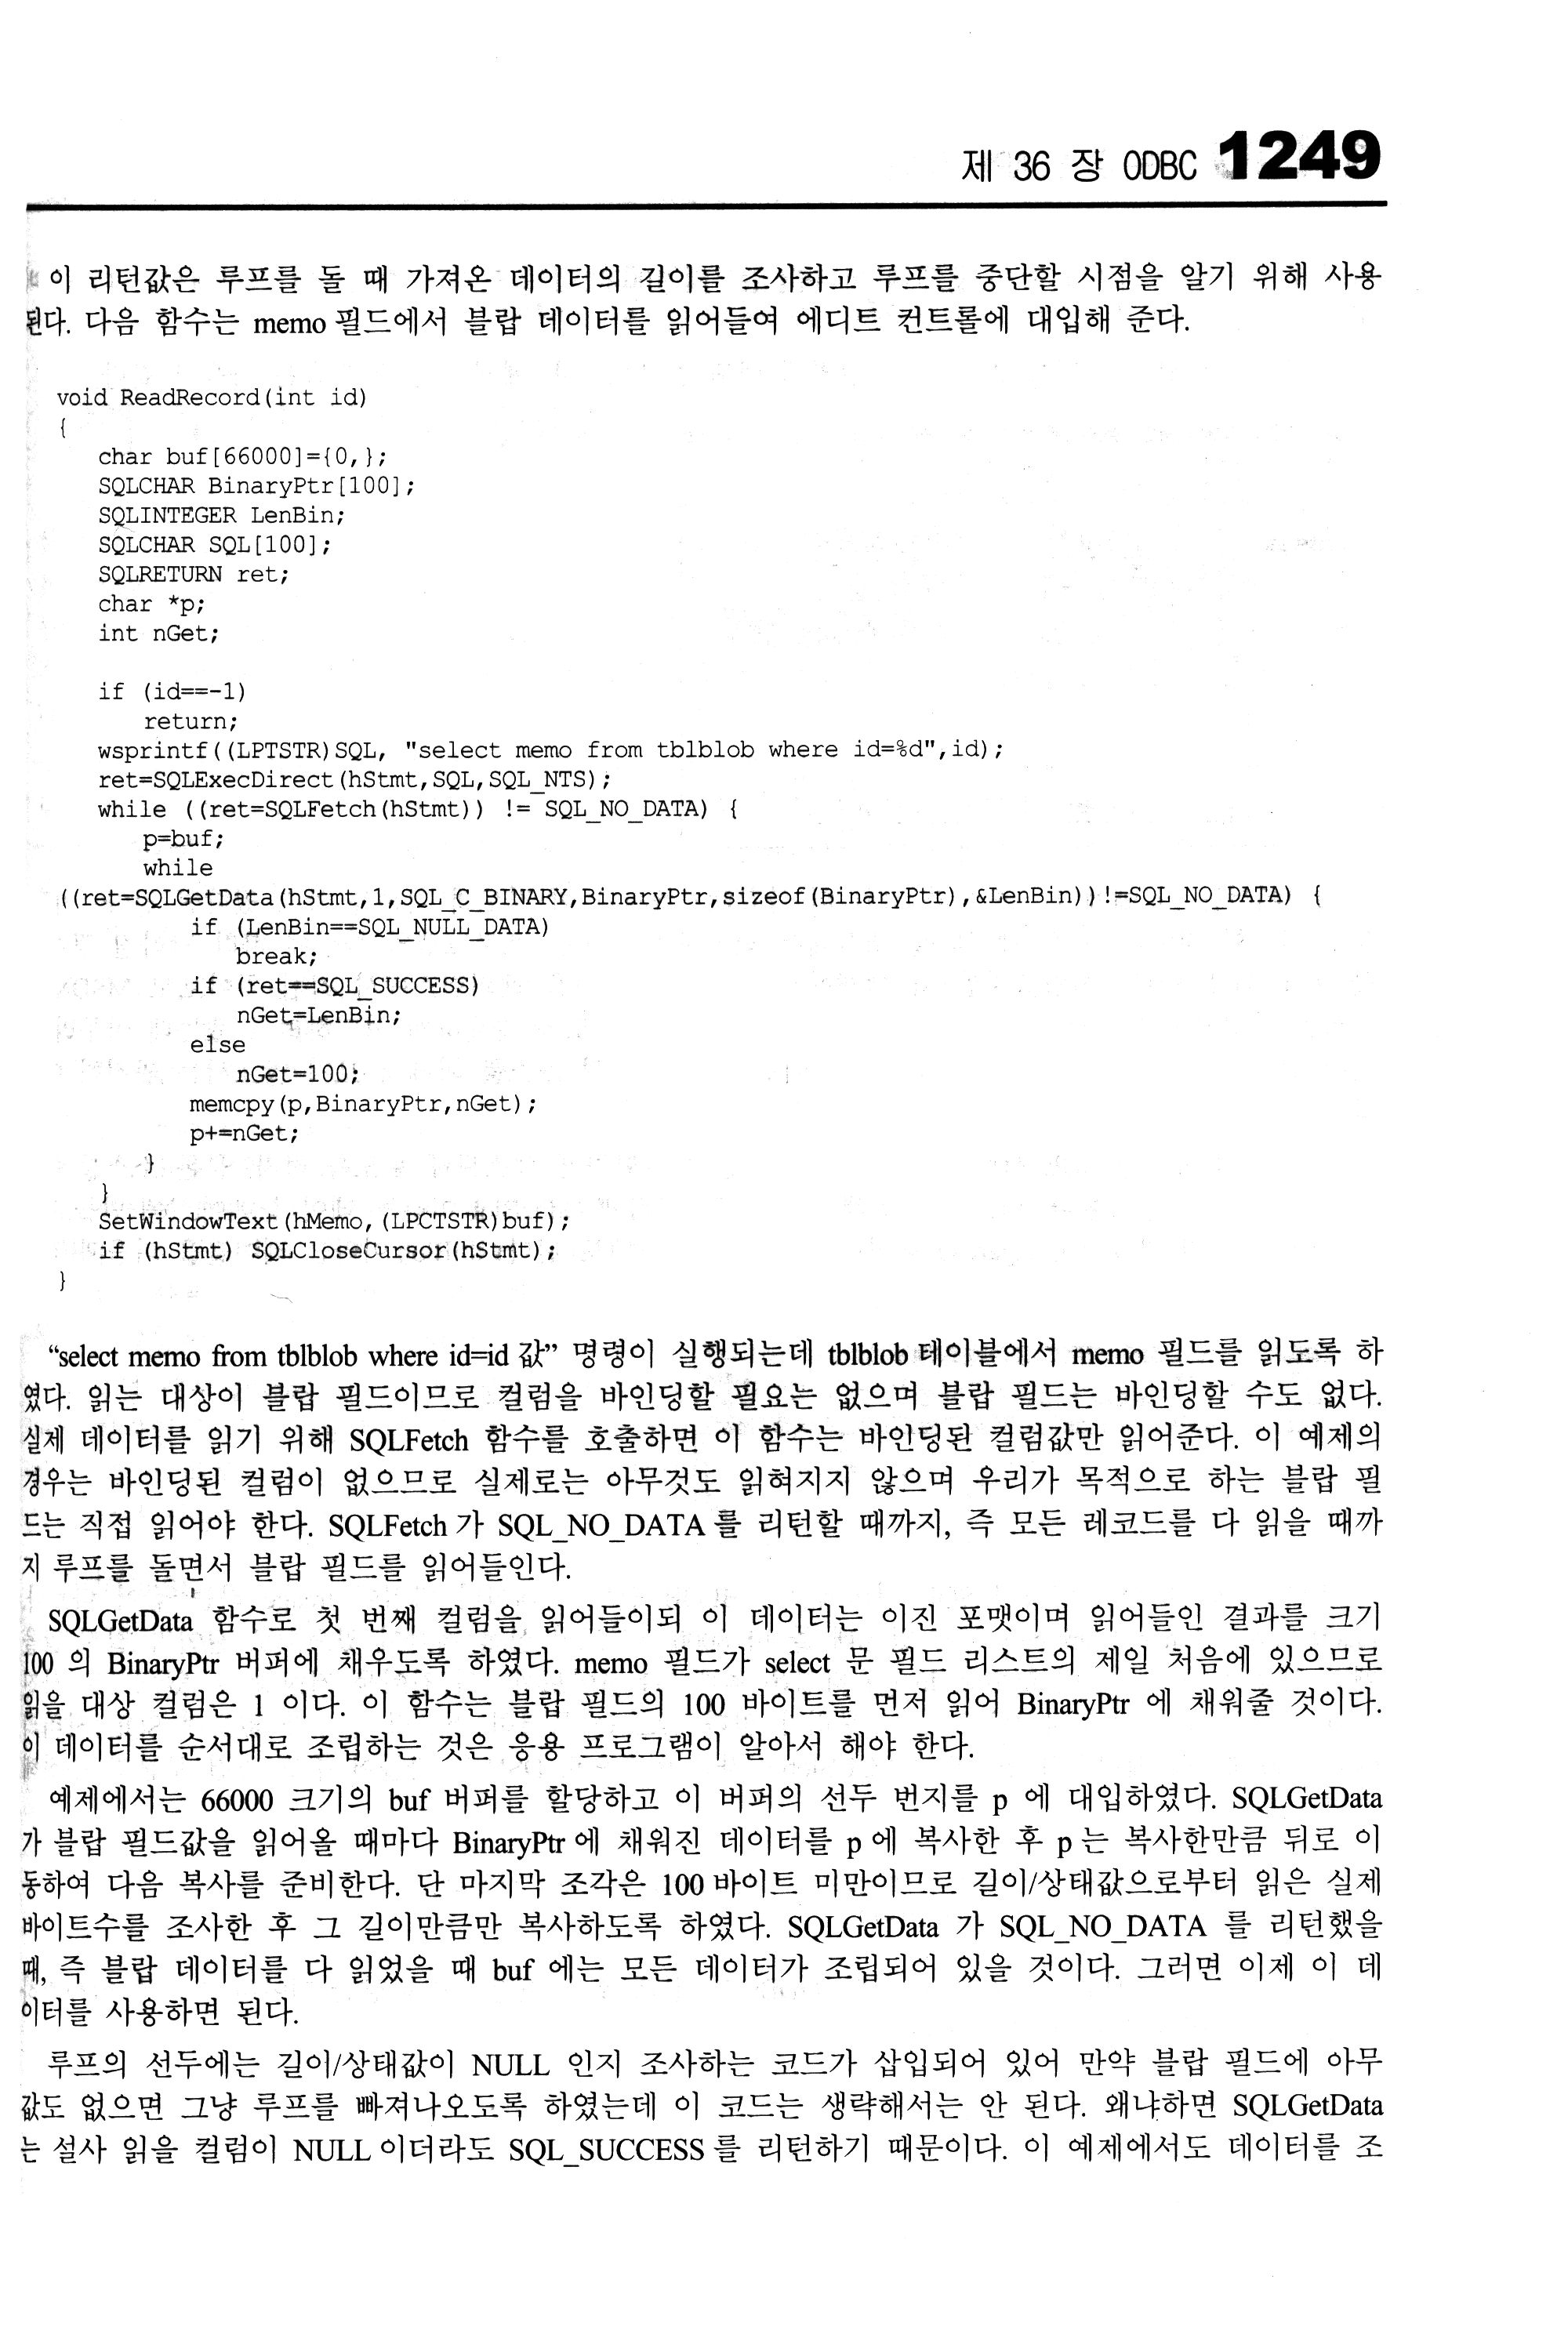 제 36 장 ODBC 1249
이 리턴값은 루프를 돌 때 가져온 데이터의 길이를 조사하고 루프를 중단할 시점을 알기 위해 사용
된다. 다음 함수는 memo 필드에서 블랍 데이터를 읽어들여 에디트 컨트롤에 대입해 준다.
void ReadRecord(int id)
{
char buf[66000]={0,};
SQLCHAR BinaryPtr[100];
SQLINTEGER LenBin;
SQLCHAR SQL[100];
SQLRETURN ret;
char *p;
int nGet;
if (id==-1)
return;
wsprintf((LPTSTR)SQL, "select memo from tblblob where id=%d",id);
ret=SQLExecDirect(hStmt,SQL,SQL_NTS);
while ((ret=SQLFetch(hStmt)) != SQL_NO_DATA) {
p=buf;
while
((ret=SQLGetData(hStmt,1,SQL_C_BINARY,BinaryPtr,sizeof(BinaryPtr),&LenBin))!=SQL_NO_DATA) {
if (LenBin==SQL_NULL_DATA)
break;
if (ret==SQL_SUCCESS)
nGet=LenBin;
else
nGet=100;
memcpy(p,BinaryPtr,nGet);
p+=nGet;
}
}
SetWindowText(hMemo,(LPCTSTR)buf);
if (hStmt) SQLCloseCursor(hStmt);
}
“select memo from tblblob where id=id 값” 명령이 실행되는데 tblblob 테이블에서 memo 필드를 읽도록 하
였다. 읽는 대상이 블랍 필드이므로 컬럼을 바인딩할 필요는 없으며 블랍 필드는 바인딩할 수도 없다.
실제 데이터를 읽기 위해 SQLFetch 함수를 호출하면 이 함수는 바인딩된 컬럼값만 읽어준다. 이 예제의
경우는 바인딩된 컬럼이 없으므로 실제로는 아무것도 읽혀지지 않으며 우리가 목적으로 하는 블랍 필
드는 직접 읽어야 한다. SQLFetch 가 SQL_NO_DATA 를 리턴할 때까지, 즉 모든 레코드를 다 읽을 때까
지 루프를 돌면서 블랍 필드를 읽어들인다.
SQLGetData 함수로 첫 번째 컬럼을 읽어들이되 이 데이터는 이진 포맷이며 읽어들인 결과를 크기
100 의 BinaryPtr 버퍼에 채우도록 하였다. memo 필드가 select 문 필드 리스트의 제일 처음에 있으므로
읽을 대상 컬럼은 1 이다. 이 함수는 블랍 필드의 100 바이트를 먼저 읽어 BinaryPtr 에 채워줄 것이다.
이 데이터를 순서대로 조립하는 것은 응용 프로그램이 알아서 해야 한다.
예제에서는 66000 크기의 buf 버퍼를 할당하고 이 버퍼의 선두 번지를 p 에 대입하였다. SQLGetData
가 블랍 필드값을 읽어올 때마다 BinaryPtr 에 채워진 데이터를 p 에 복사한 후 p 는 복사한만큼 뒤로 이
동하여 다음 복사를 준비한다. 단 마지막 조각은 100 바이트 미만이므로 길이/상태값으로부터 읽은 실제
바이트수를 조사한 후 그 길이만큼만 복사하도록 하였다. SQLGetData 가 SQL_NO_DATA 를 리턴했을
때, 즉 블랍 데이터를 다 읽었을 때 buf 에는 모든 데이터가 조립되어 있을 것이다. 그러면 이제 이 데
이터를 사용하면 된다.
루프의 선두에는 길이/상태값이 NULL 인지 조사하는 코드가 삽입되어 있어 만약 블랍 필드에 아무
값도 없으면 그냥 루프를 빠져나오도록 하였는데 이 코드는 생략해서는 안 된다. 왜냐하면 SQLGetData
는 설사 읽을 컬럼이 NULL 이더라도 SQL_SUCCESS 를 리턴하기 때문이다. 이 예제에서도 데이터를 조